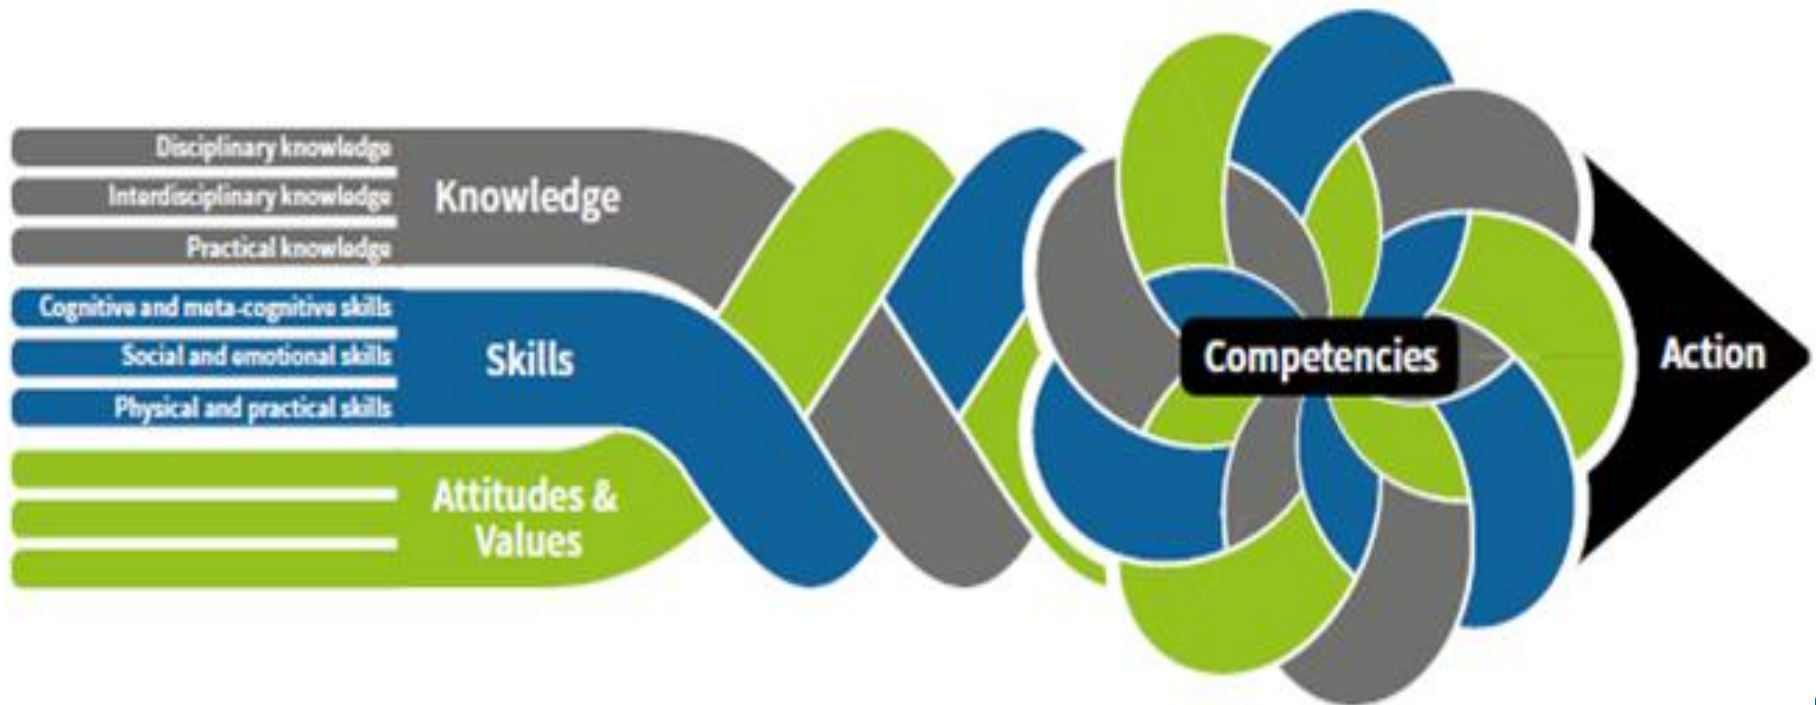 Disciplinary knowledge
Interdisciplinary knowledge
Practical knowledge
Knowledge
Cognitive and meta-cognitive skills
Social and emotional skills
Physical and practical skills
Skills
Attitudes &
Values
Competencies
Action